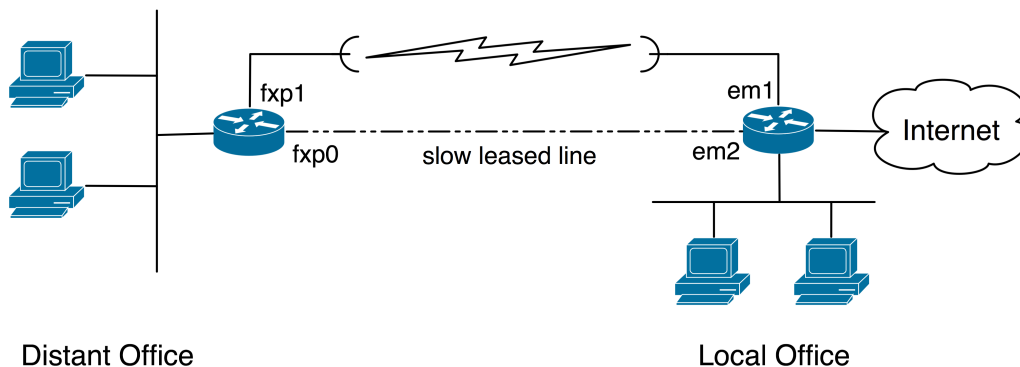 fxp1
em1
Internet
fxp0
slow leased line
em2
Distant Office
Local Office